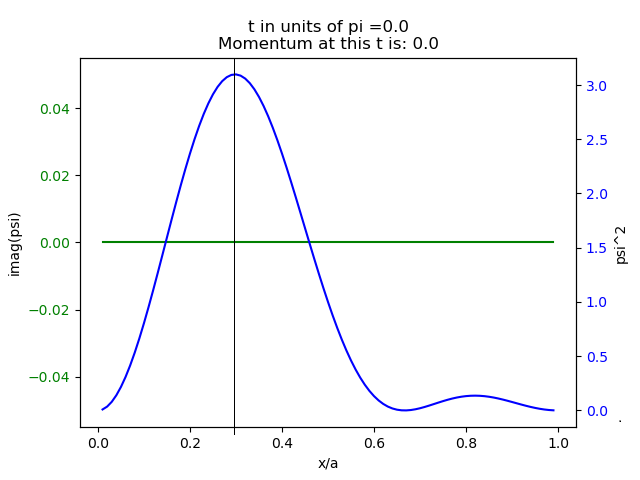 t in units of pi =0.0
Momentum at this t is: 0.0
imag(psi)
0.04
0.02
0.00
−0.02
−0.04
3.0
2.5
2.0
1.5
1.0
0.5
0.0
psi^2
.
0.0 0.2 0.4 0.6 0.8 1.0
x/a